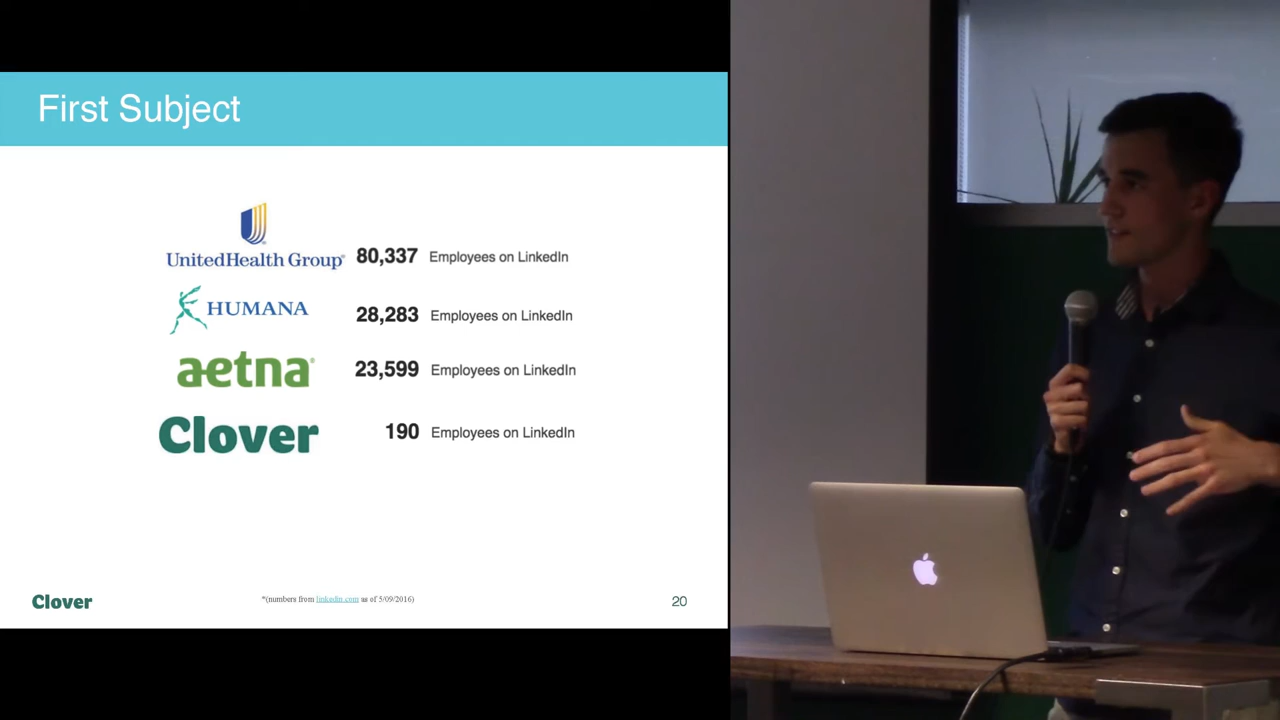 First Subject
UnitedHealth Group® 80,337 Employees on LinkedIn
HUMANA 28,283 Employees on LinkedIn
aetna® 23,599 Employees on LinkedIn
Clover 190 Employees on LinkedIn
Clover *(numbers from linkedin.com as of 5/09/2016) 20